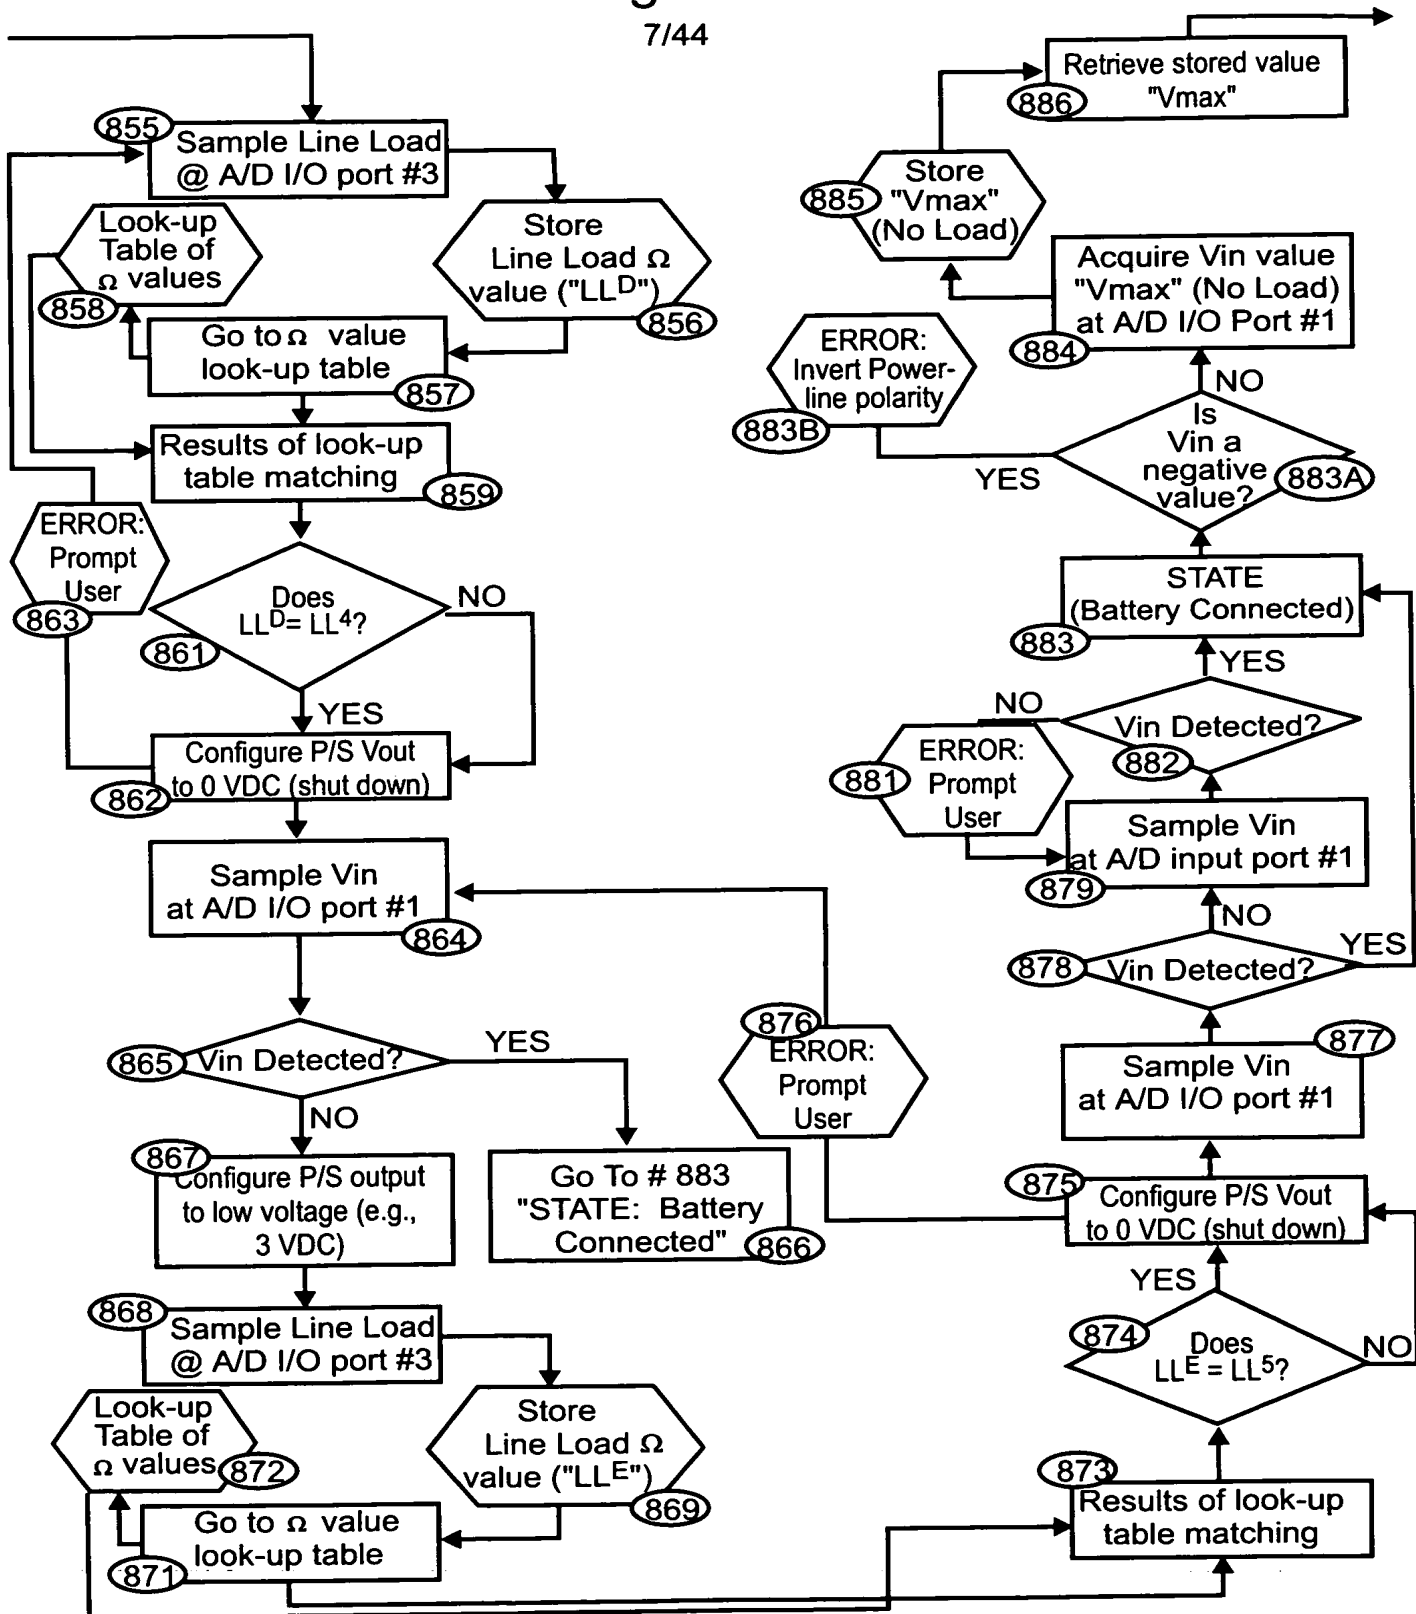 7/44
855
Sample Line Load
@ A/D I/O port #3
Look-up
Table of
Ω values
858
Store
Line Load Ω
value ("LLD")
856
Go to Ω value
look-up table
857
Results of look-up
table matching
859
ERROR:
Prompt
User
863
Does
LLD= LL4?
861
NO
YES
Configure P/S Vout
to 0 VDC (shut down)
862
Sample Vin
at A/D I/O port #1
864
865
Vin Detected?
YES
NO
867
Configure P/S output
to low voltage (e.g.,
3 VDC)
Go To # 883
"STATE: Battery
Connected"
866
868
Sample Line Load
@ A/D I/O port #3
Look-up
Table of
Ω values
872
Store
Line Load Ω
value ("LLE")
869
Go to Ω value
look-up table
871
873
Results of look-up
table matching
874
Does
LLE = LL5?
NO
YES
875
Configure P/S Vout
to 0 VDC (shut down)
876
ERROR:
Prompt
User
877
Sample Vin
at A/D I/O port #1
878
Vin Detected?
YES
NO
Sample Vin
at A/D input port #1
879
881
ERROR:
Prompt
User
NO
Vin Detected?
882
YES
STATE
(Battery Connected)
883
Is
Vin a
negative
value?
883A
YES
NO
ERROR:
Invert Power-
line polarity
883B
Acquire Vin value
"Vmax" (No Load)
at A/D I/O Port #1
884
Store
"Vmax"
(No Load)
885
Retrieve stored value
"Vmax"
886